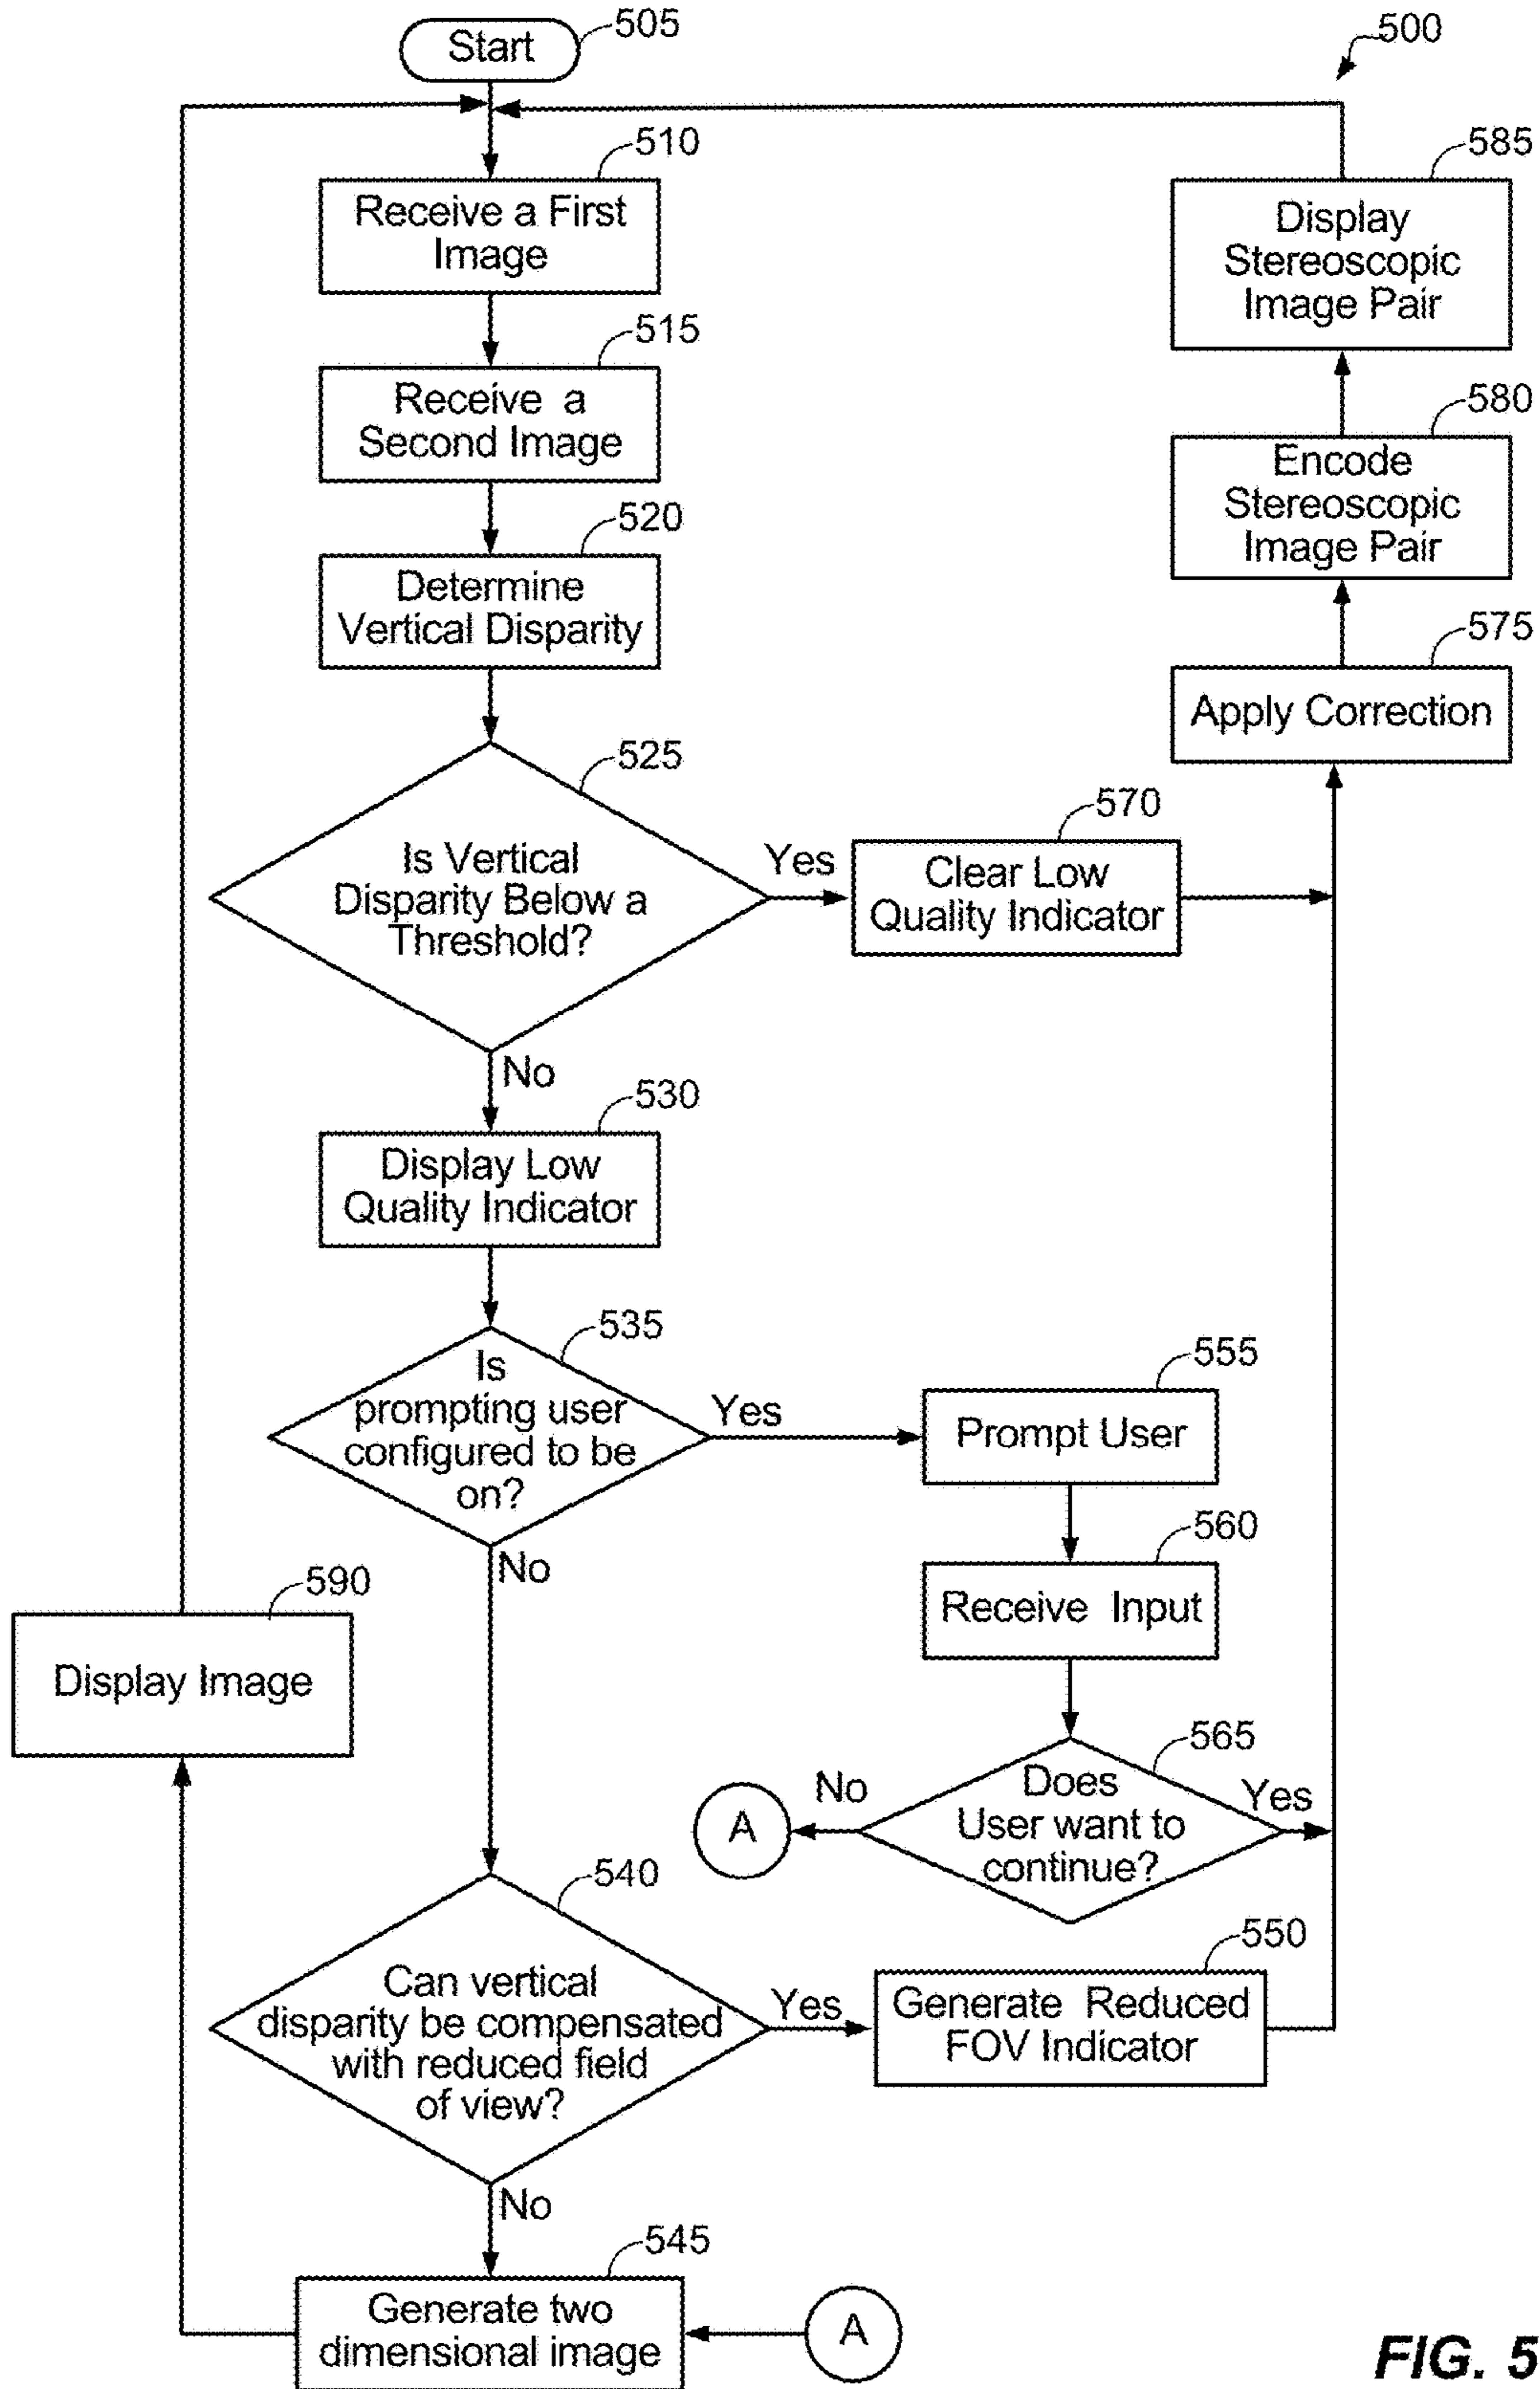 Start
505
500
510
Receive a First
Image
515
Receive a
Second Image
520
Determine
Vertical Disparity
525
Is Vertical
Disparity Below a
Threshold?
Yes
No
570
Clear Low
Quality Indicator
585
Display
Stereoscopic
Image Pair
580
Encode
Stereoscopic
Image Pair
575
Apply Correction
530
Display Low
Quality Indicator
535
Is
prompting user
configured to be
on?
Yes
No
555
Prompt User
560
Receive Input
565
Does
User want to
continue?
No
Yes
A
590
Display Image
540
Can vertical
disparity be compensated
with reduced field
of view?
Yes
No
550
Generate Reduced
FOV Indicator
545
Generate two
dimensional image
A
FIG. 5